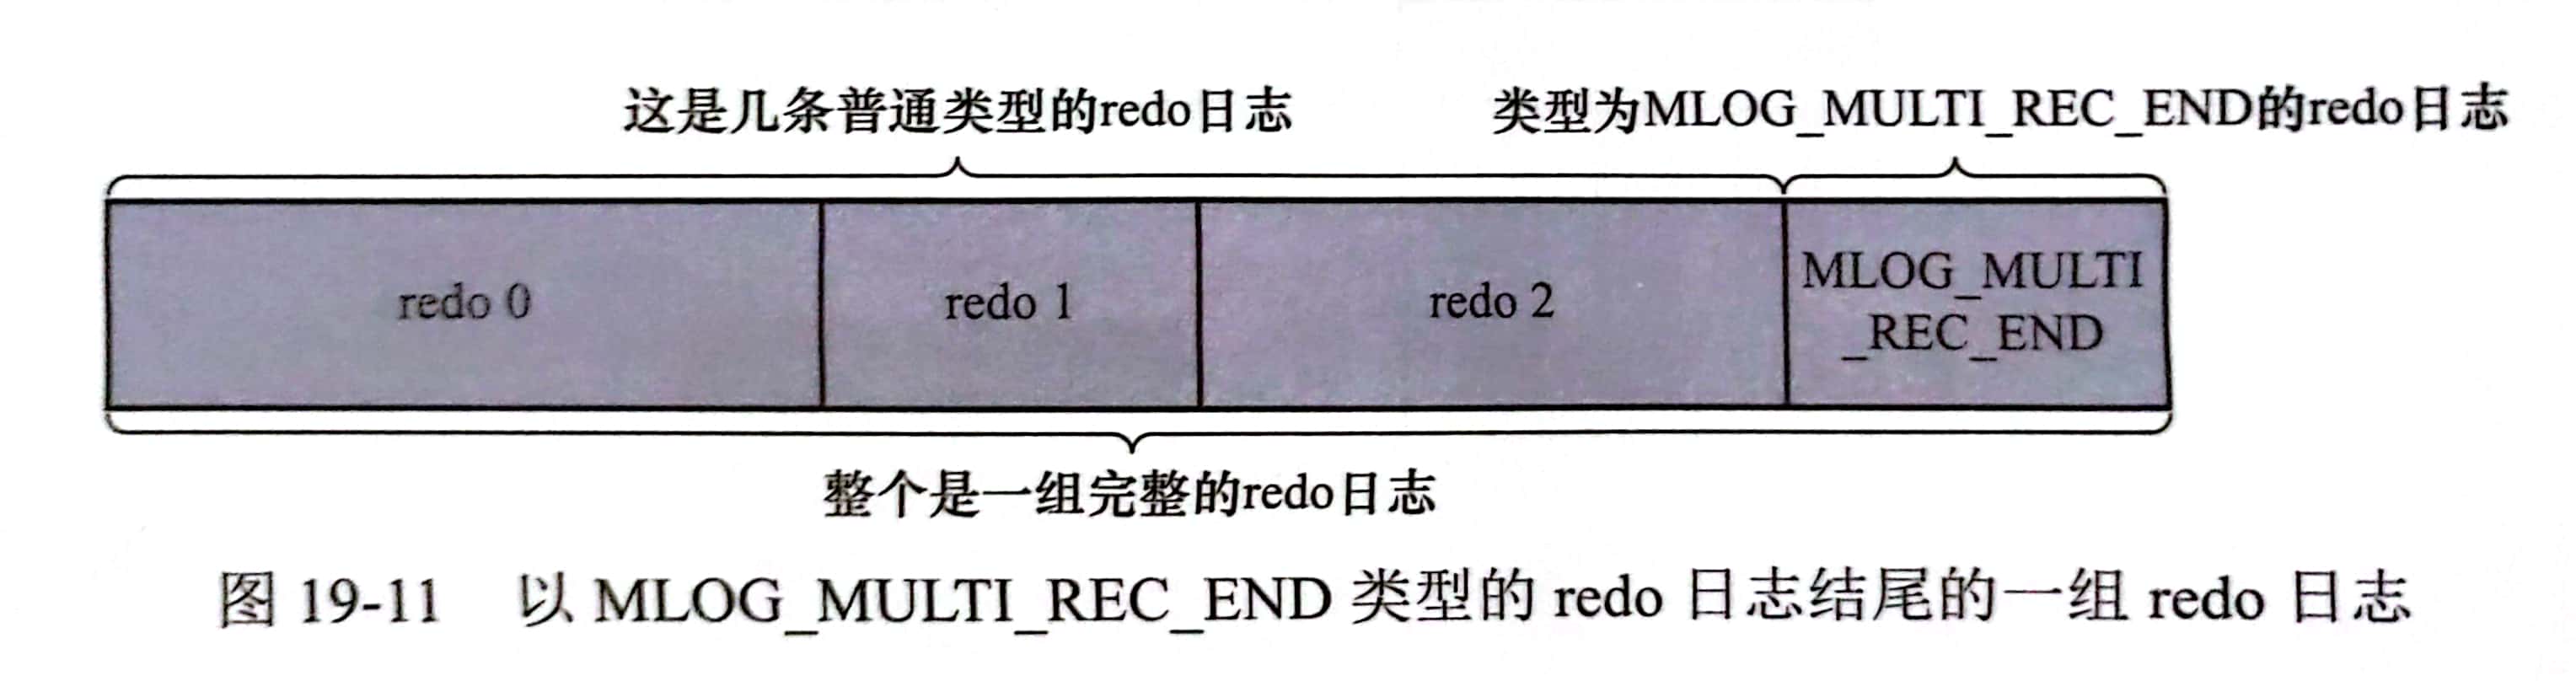 这是几条普通类型的redo日志
类型为MLOG_MULTI_REC_END的redo日志
redo 0
redo 1
redo 2
MLOG_MULTI
_REC_END
整个是一组完整的redo日志
图 19-11 以 MLOG_MULTI_REC_END 类型的 redo 日志结尾的一组 redo 日志